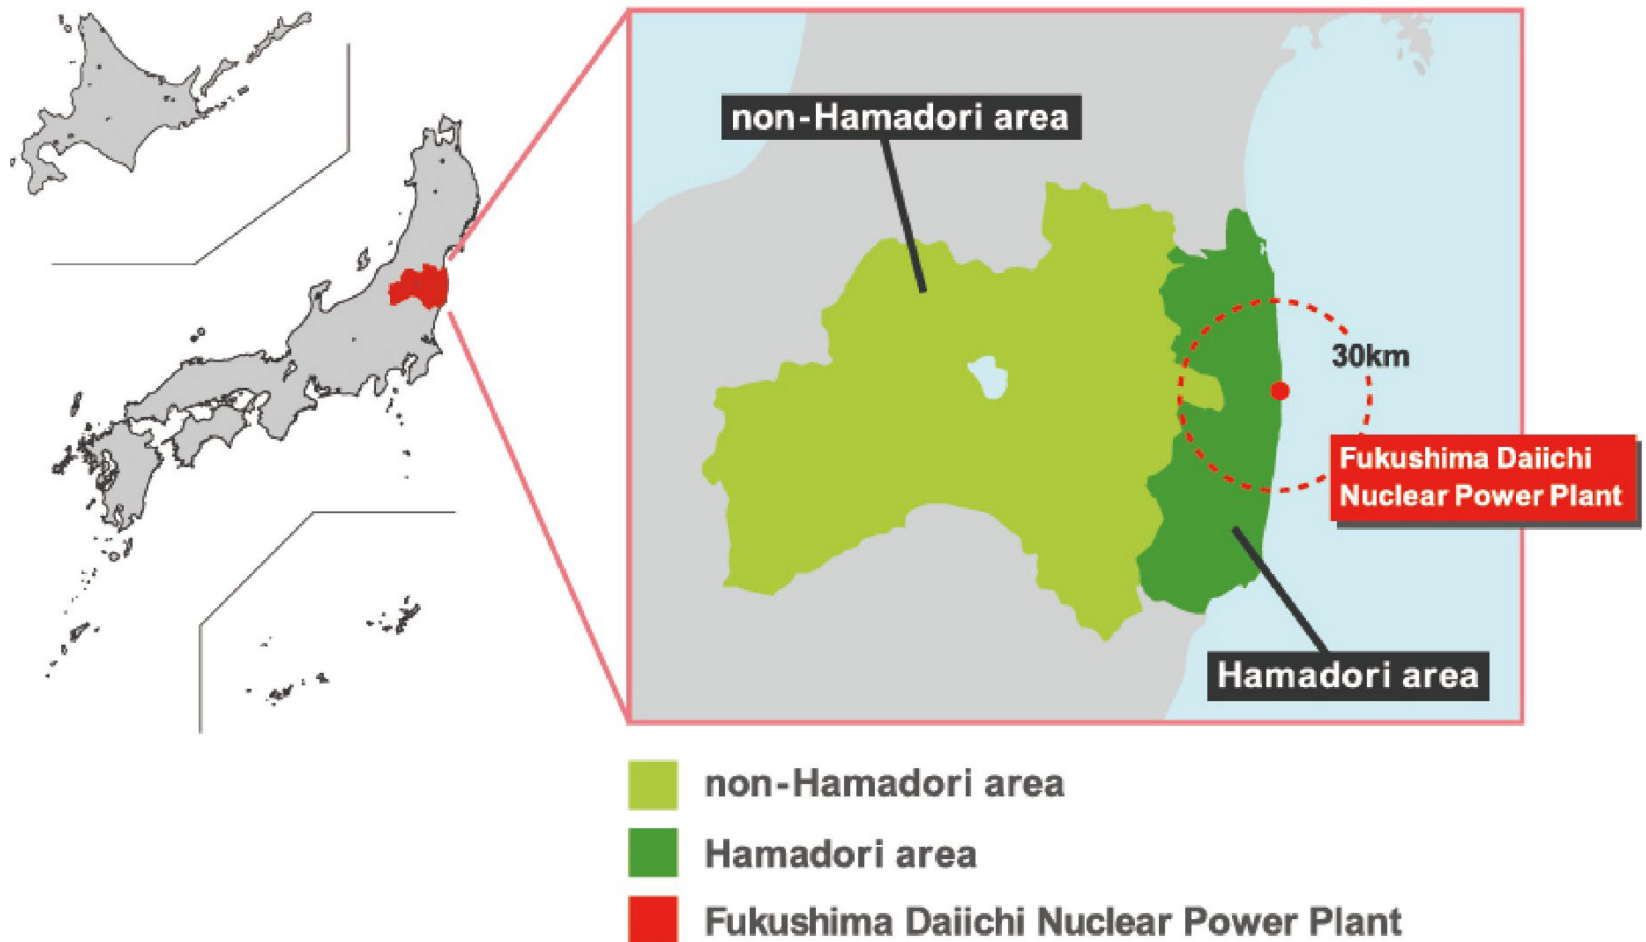 non-Hamadori area
30km
Fukushima Daiichi
Nuclear Power Plant
Hamadori area
non-Hamadori area
Hamadori area
Fukushima Daiichi Nuclear Power Plant